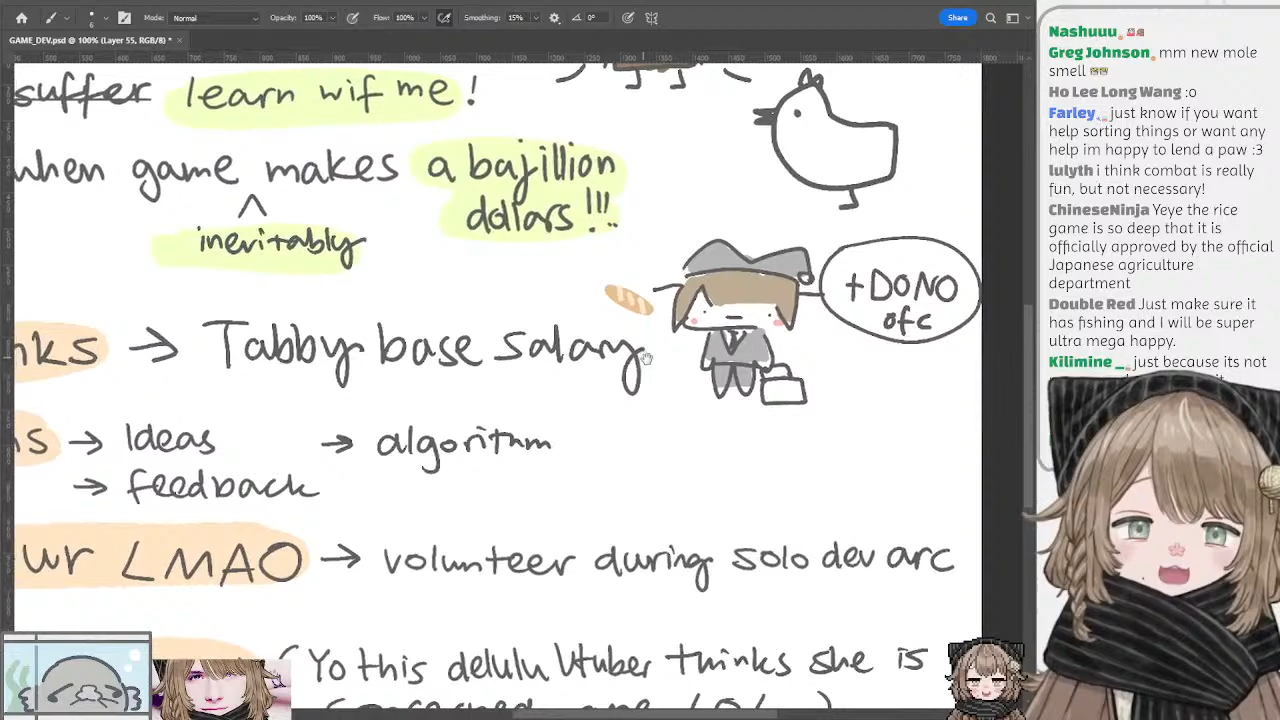 Mode: Normal Opacity: 100% Flow: 100% Smoothing: 15% 0° Share
6
GAME_DEV.psd @ 100% (Layer 55, RGB/8) *
suffer learn wif me!
when game makes a bajillion
dollars!!!
inevitably
+DONO
ofc
nks → Tabby base salary
ns → Ideas → algorithm
→ feedback
ur LMAO → volunteer during solo dev arc
(Yo this delulu Vtuber thinks she is
Nashuuu
Greg Johnson mm new mole
smell
Ho Lee Long Wang :o
Farley just know if you want
help sorting things or want any
help im happy to lend a paw :3
lulyth i think combat is really
fun, but not necessary!
ChineseNinja Yeye the rice
game is so deep that it is
officially approved by the official
Japanese agriculture
department
Double Red Just make sure it
has fishing and I will be super
ultra mega happy.
Kilimine_ just because its not